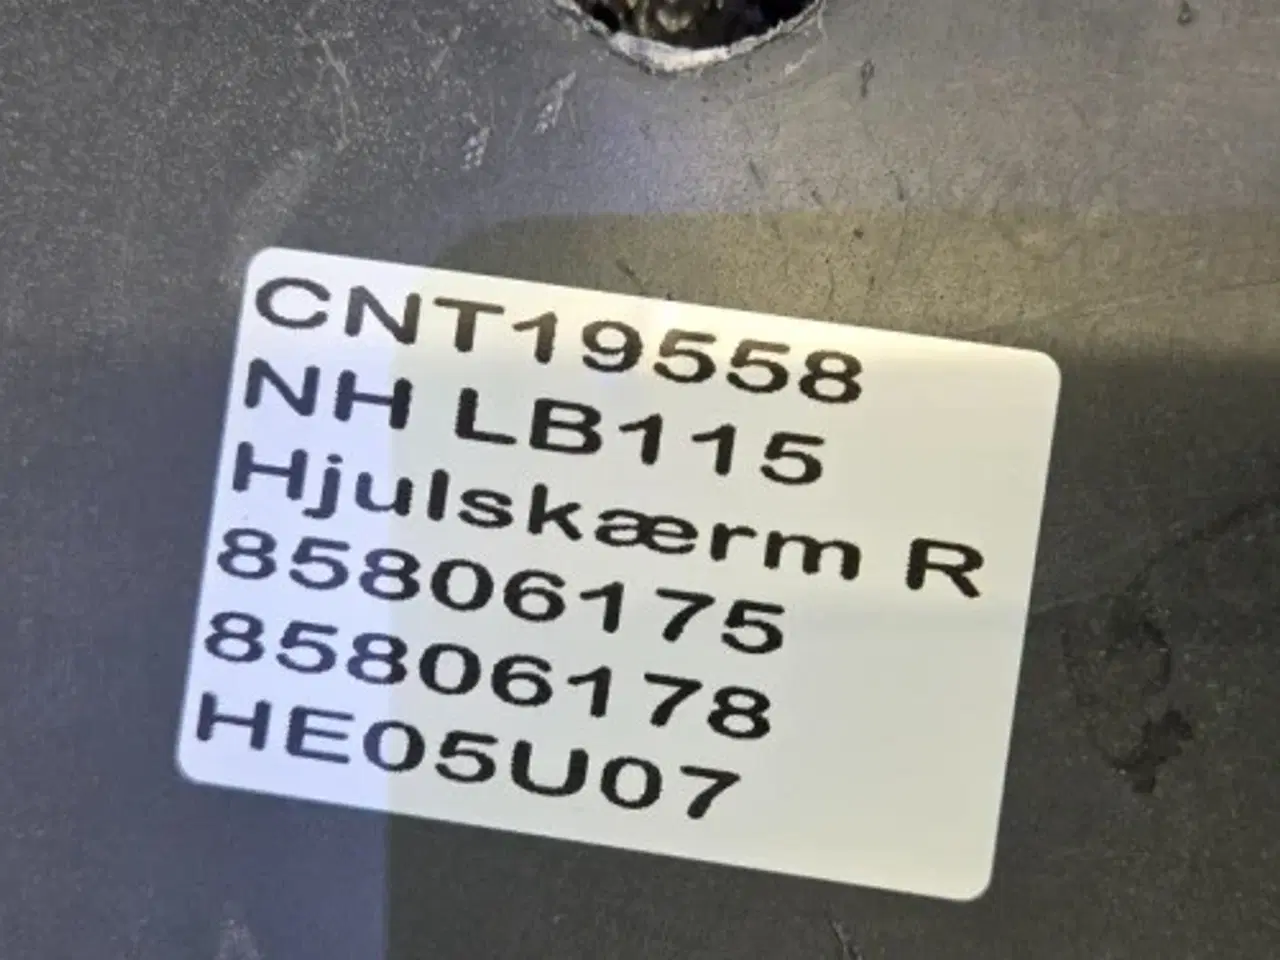 CNT19558
NH LB115
Hjulskærm R
85806175
85806178
HE05U07